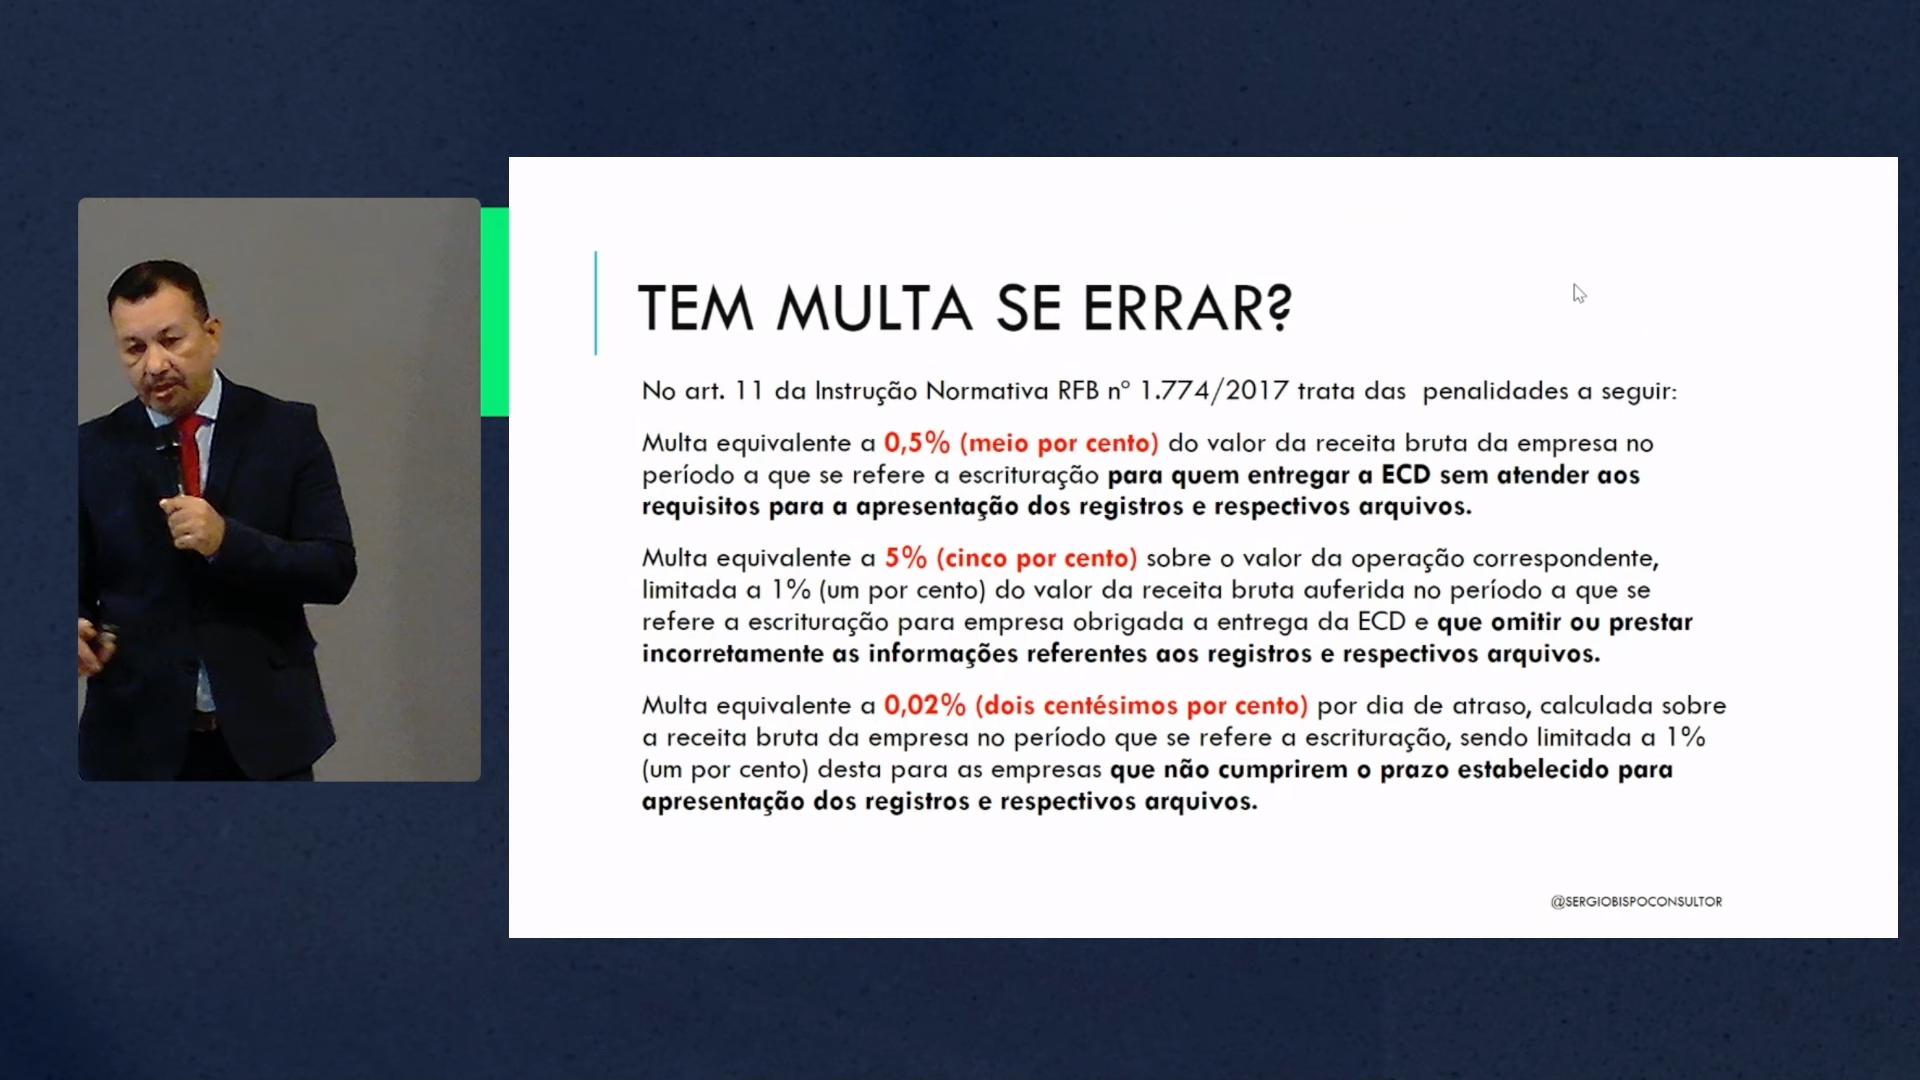 TEM MULTA SE ERRAR?
No art. 11 da Instrução Normativa RFB nº 1.774/2017 trata das  penalidades a seguir:
Multa equivalente a 0,5% (meio por cento) do valor da receita bruta da empresa no
período a que se refere a escrituração para quem entregar a ECD sem atender aos
requisitos para a apresentação dos registros e respectivos arquivos.
Multa equivalente a 5% (cinco por cento) sobre o valor da operação correspondente,
limitada a 1% (um por cento) do valor da receita bruta auferida no período a que se
refere a escrituração para empresa obrigada a entrega da ECD e que omitir ou prestar
incorretamente as informações referentes aos registros e respectivos arquivos.
Multa equivalente a 0,02% (dois centésimos por cento) por dia de atraso, calculada sobre
a receita bruta da empresa no período que se refere a escrituração, sendo limitada a 1%
(um por cento) desta para as empresas que não cumprirem o prazo estabelecido para
apresentação dos registros e respectivos arquivos.
@SERGIOBISPOCONSULTOR